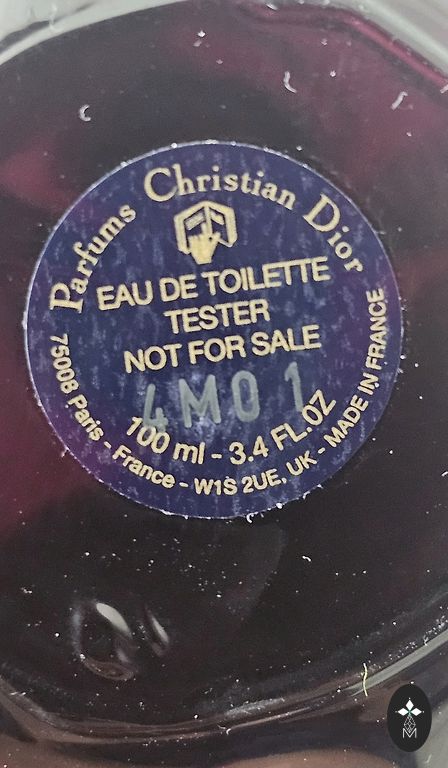 Parfums Christian Dior
EAU DE TOILETTE
TESTER
NOT FOR SALE
4M01
100 ml - 3.4 FL.OZ
75008 Paris - France - W1S 2UE, UK - MADE IN FRANCE
M